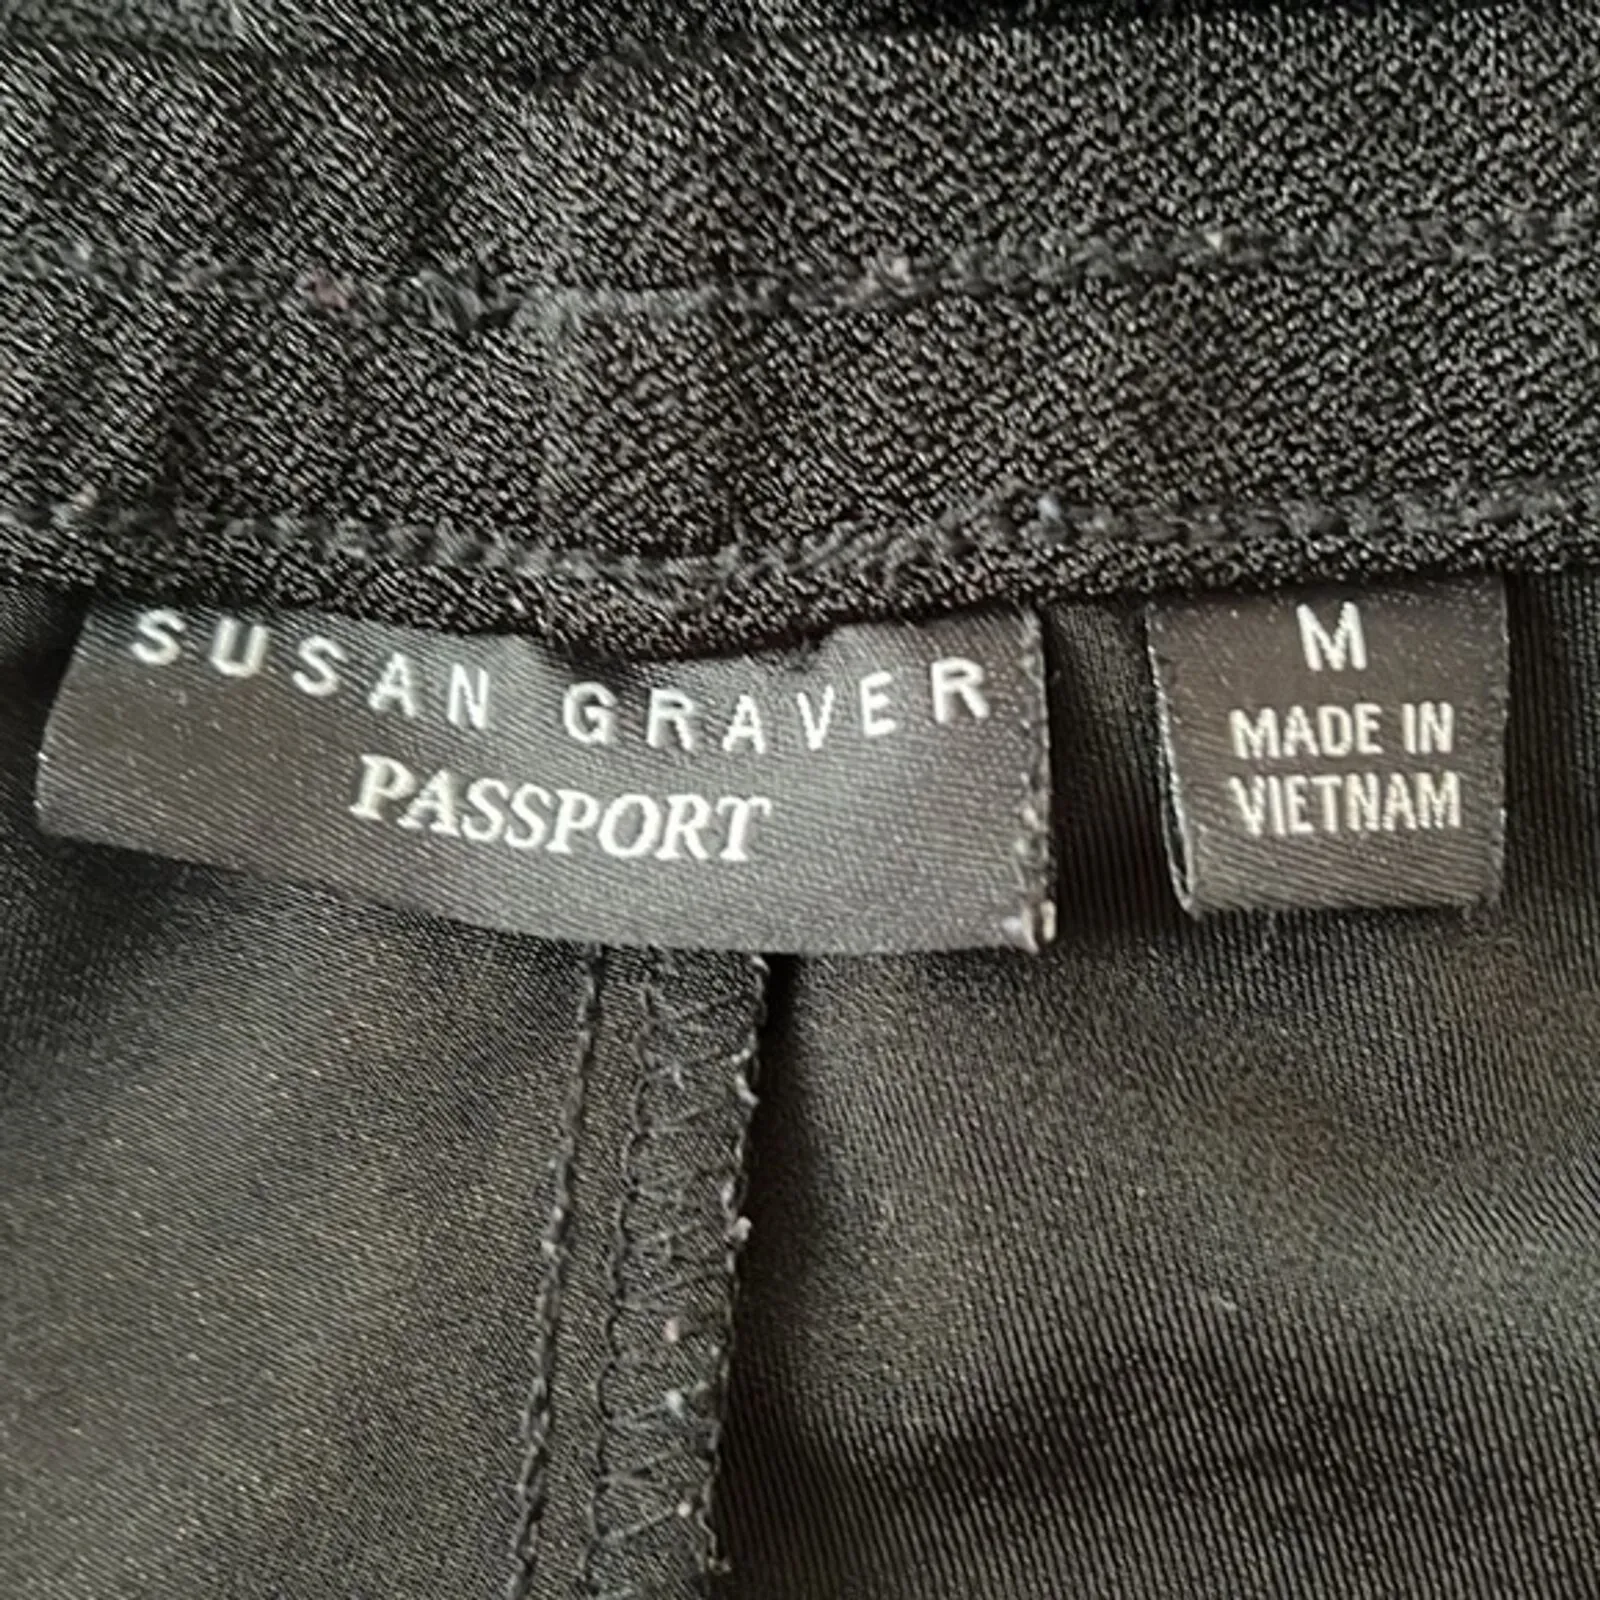 SUSAN GRAVER
PASSPORT
M
MADE IN
VIETNAM